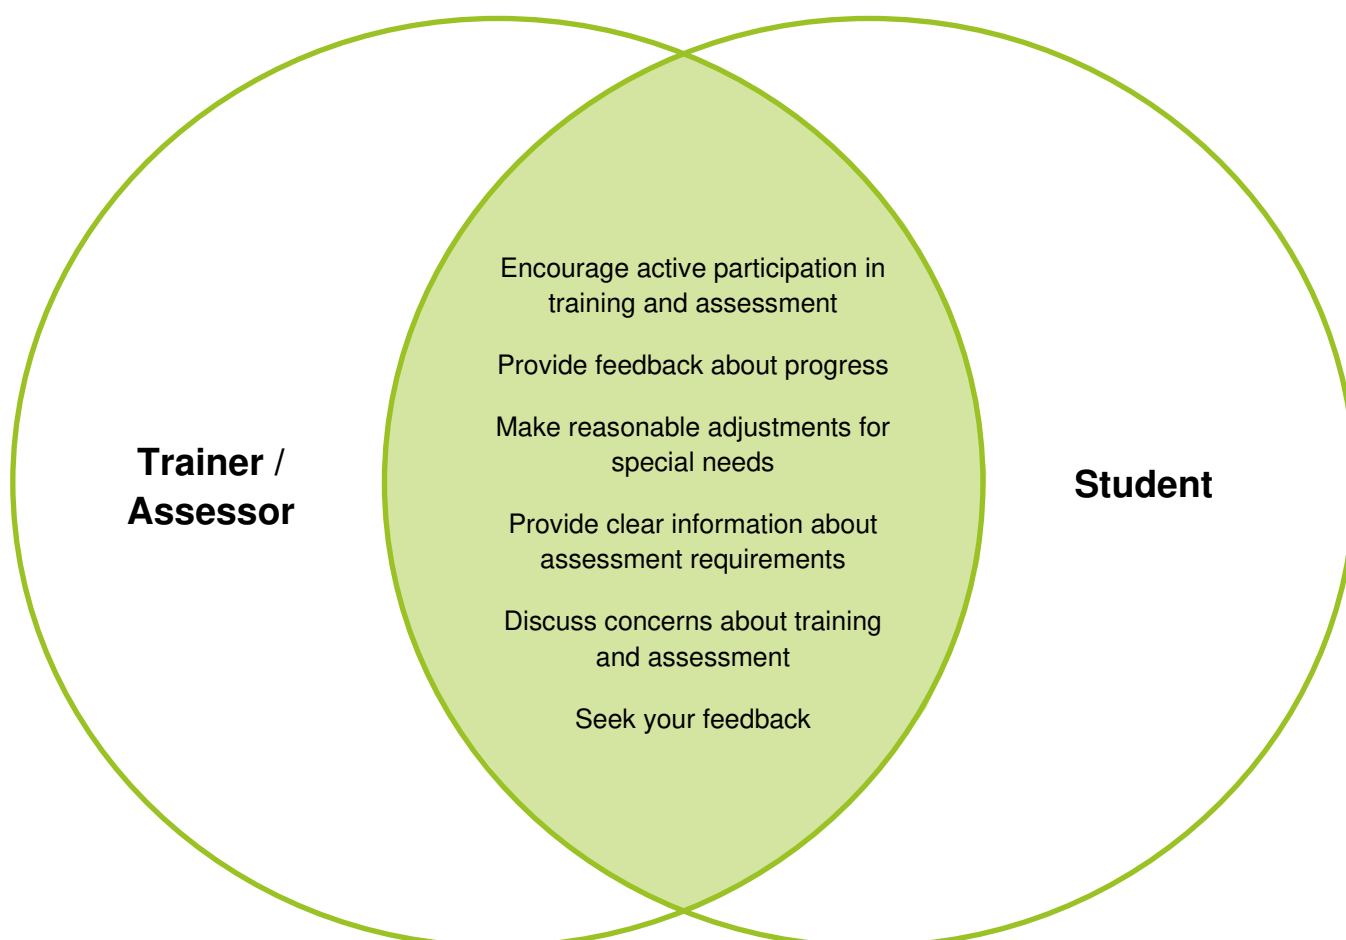 Trainer /
Assessor
Encourage active participation in
training and assessment
Provide feedback about progress
Make reasonable adjustments for
special needs
Provide clear information about
assessment requirements
Discuss concerns about training
and assessment
Seek your feedback
Student